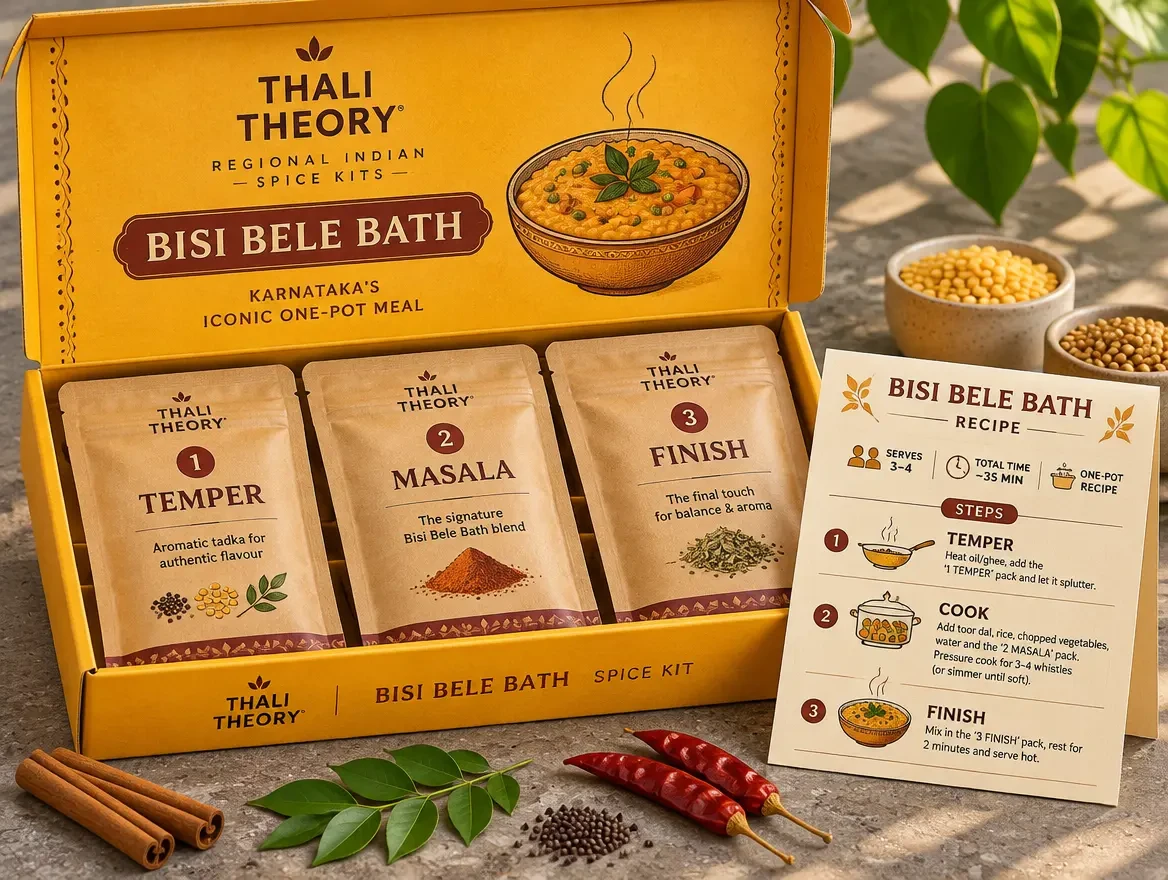 THALI
THEORY®
REGIONAL INDIAN
SPICE KITS
BISI BELE BATH
KARNATAKA'S
ICONIC ONE-POT MEAL
THALI
THEORY®
1
TEMPER
Aromatic tadka for
authentic flavour
THALI
THEORY®
2
MASALA
The signature
Bisi Bele Bath blend
THALI
THEORY®
3
FINISH
The final touch
for balance & aroma
THALI
THEORY®
BISI BELE BATH SPICE KIT
BISI BELE BATH
RECIPE
SERVES
3–4
TOTAL TIME
~35 MIN
ONE-POT
RECIPE
STEPS
1
TEMPER
Heat oil/ghee, add the
'1 TEMPER' pack and let it splutter.
2
COOK
Add toor dal, rice, chopped vegetables,
water and the '2 MASALA' pack.
Pressure cook for 3–4 whistles
(or simmer until soft).
3
FINISH
Mix in the '3 FINISH' pack, rest for
2 minutes and serve hot.